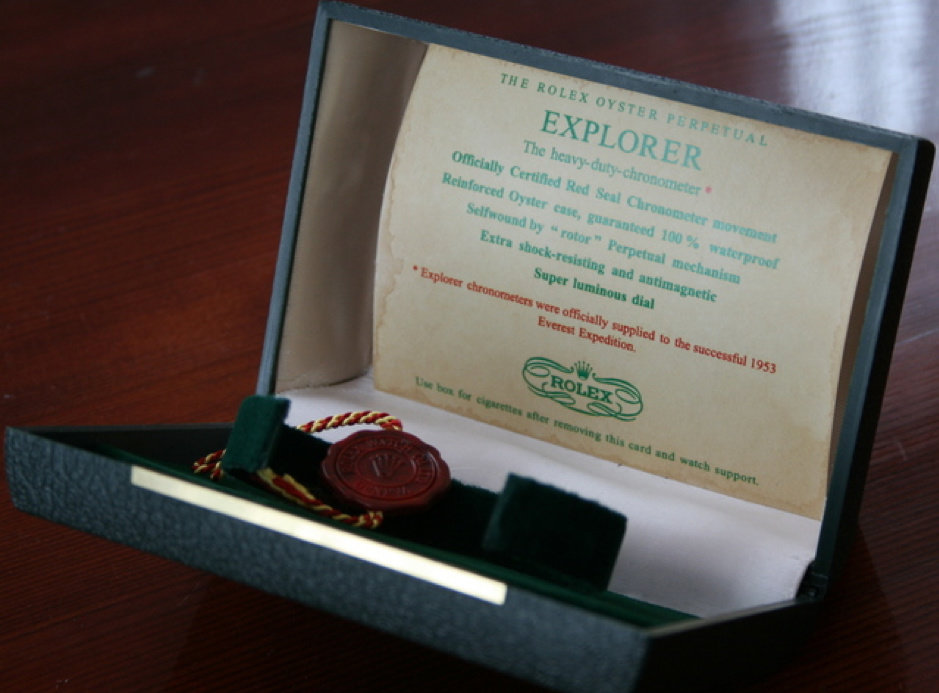 THE ROLEX OYSTER PERPETUAL
EXPLORER
The heavy-duty-chronometer *
Officially Certified Red Seal Chronometer movement
Reinforced Oyster case, guaranteed 100 % waterproof
Selfwound by "rotor" Perpetual mechanism
Extra shock-resisting and antimagnetic
Super luminous dial
* Explorer chronometers were officially supplied to the successful 1953
Everest Expedition.
ROLEX
Use box for cigarettes after removing this card and watch support.